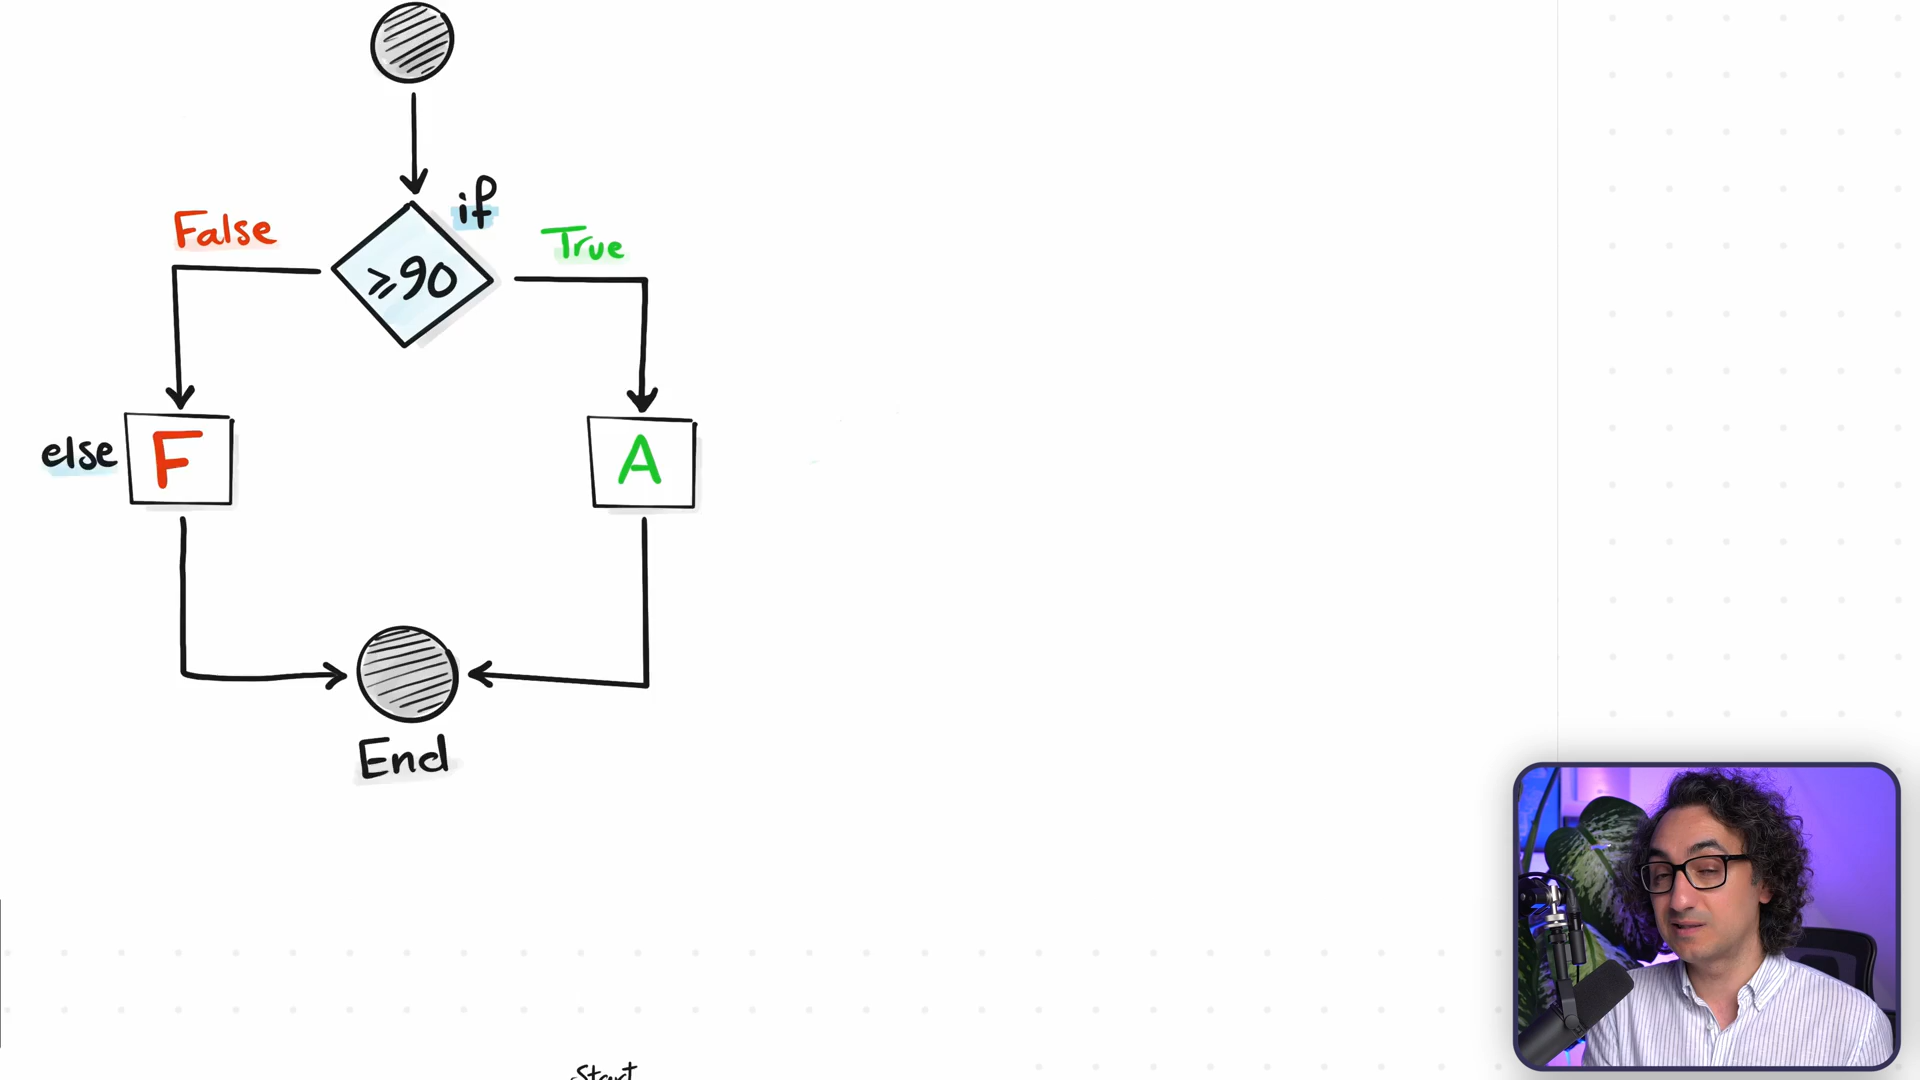 if
False
True
≥90
else
F
A
End
Start